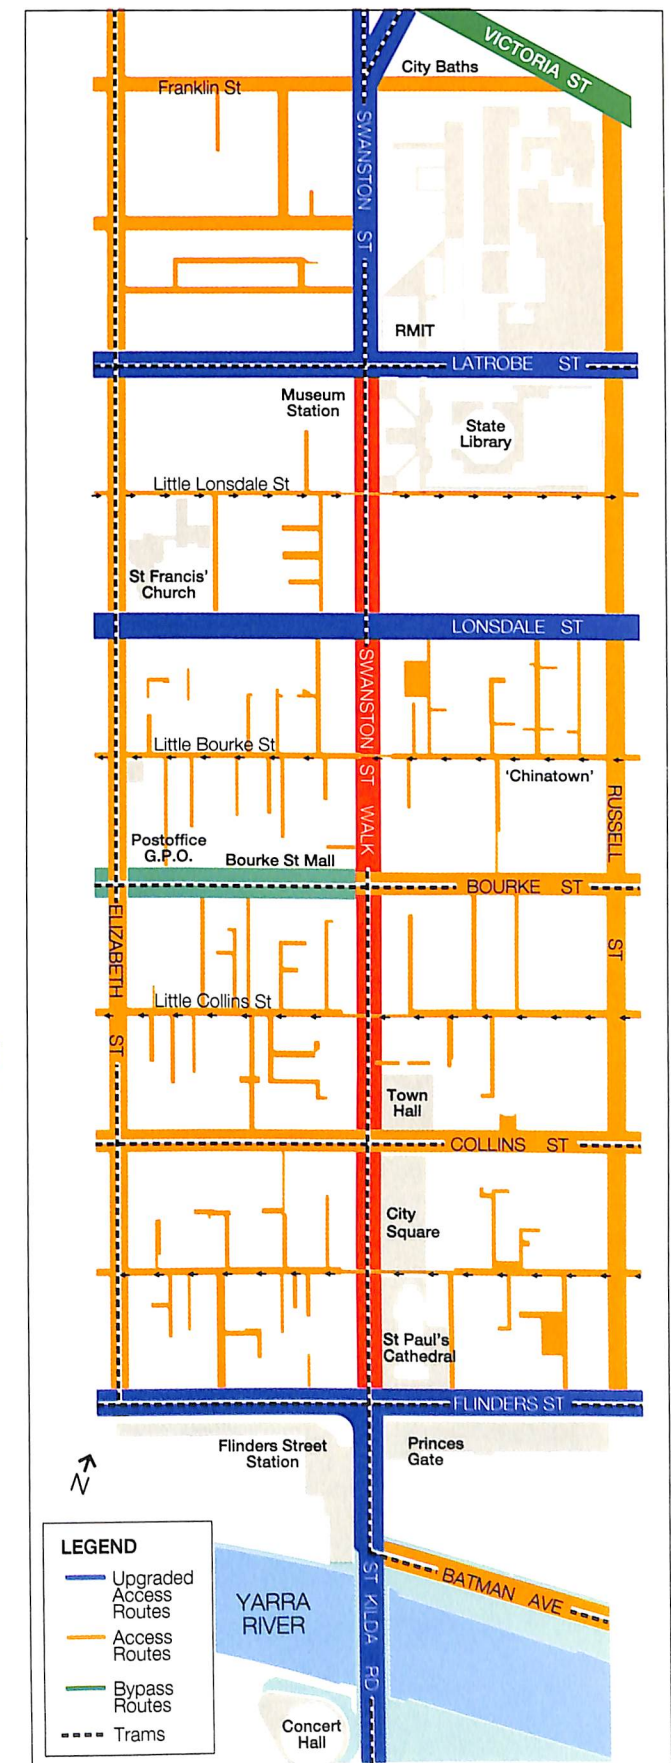 VICTORIA ST
City Baths
Franklin St
SWANSTON ST
RMIT
LATROBE ST
Museum
Station
State
Library
Little Lonsdale St
St Francis'
Church
LONSDALE ST
SWANSTON ST WALK
Little Bourke St
'Chinatown'
RUSSELL ST
Postoffice
G.P.O.
Bourke St Mall
BOURKE ST
ELIZABETH ST
Little Collins St
Town
Hall
COLLINS ST
City
Square
St Paul's
Cathedral
FLINDERS ST
Flinders Street
Station
Princes
Gate
N
LEGEND
Upgraded
Access
Routes
Access
Routes
Bypass
Routes
Trams
YARRA
RIVER
ST KILDA RD
BATMAN AVE
Concert
Hall